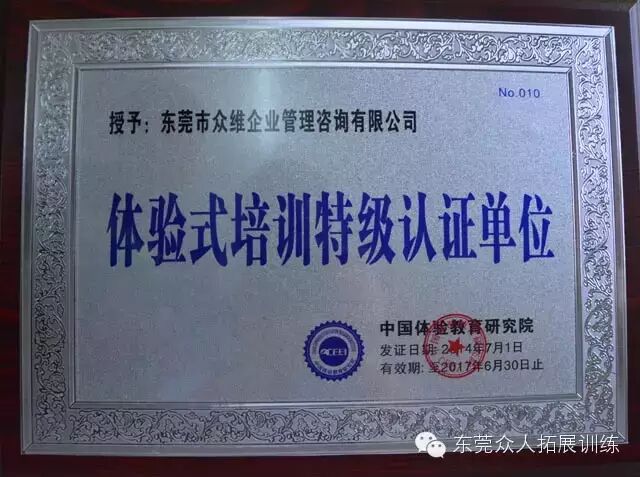 No.010
授予：东莞市众维企业管理咨询有限公司
体验式培训特级认证单位
ACEEI
中国体验教育研究院
发证日期：2014年7月1日
有效期：至2017年6月30日止
东莞众人拓展训练